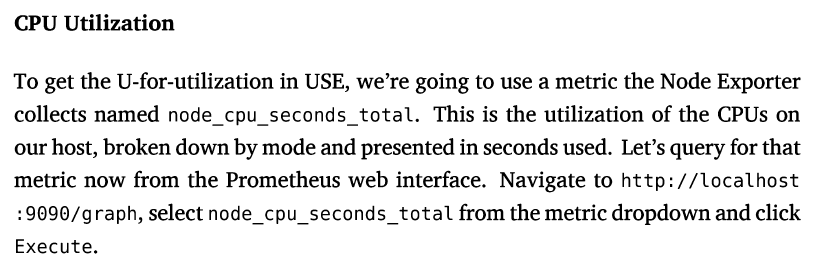 CPU Utilization
To get the U-for-utilization in USE, we’re going to use a metric the Node Exporter
collects named node_cpu_seconds_total. This is the utilization of the CPUs on
our host, broken down by mode and presented in seconds used. Let’s query for that
metric now from the Prometheus web interface. Navigate to http://localhost
:9090/graph, select node_cpu_seconds_total from the metric dropdown and click
Execute.